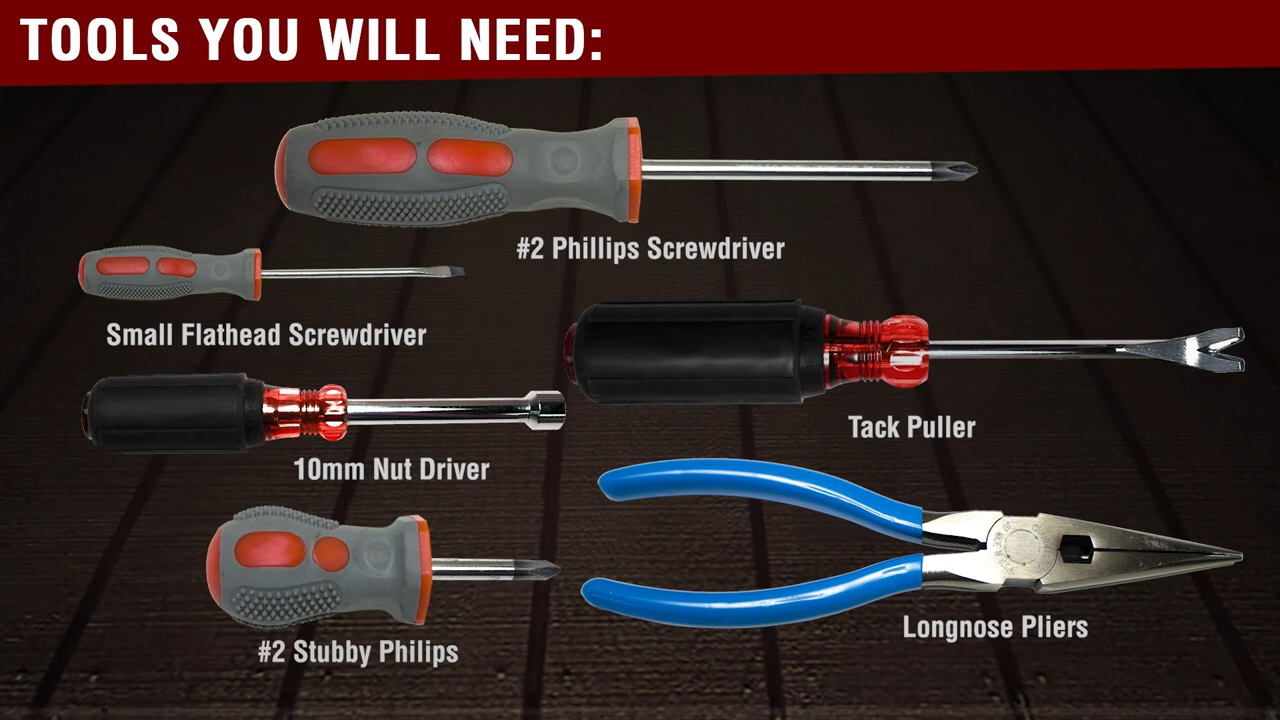 TOOLS YOU WILL NEED:
#2 Phillips Screwdriver
Small Flathead Screwdriver
Tack Puller
10mm Nut Driver
#2 Stubby Philips
Longnose Pliers